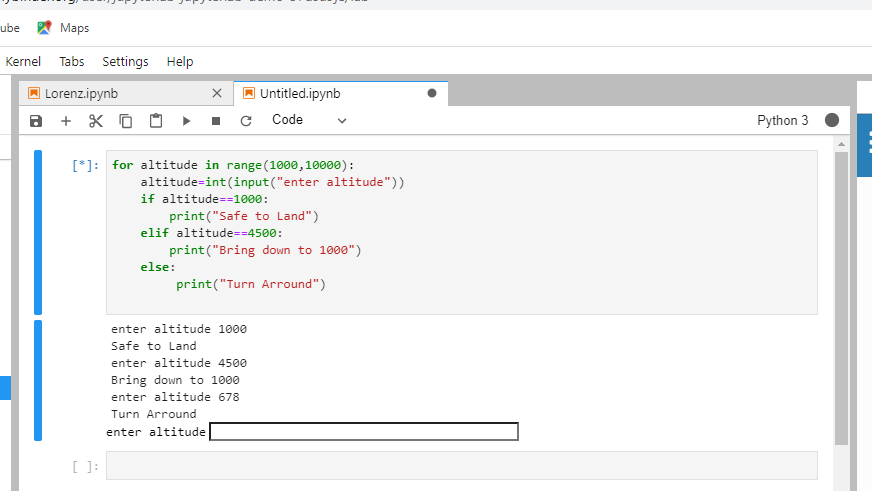 ube Maps
Kernel Tabs Settings Help
Lorenz.ipynb Untitled.ipynb
Code Python 3
[*]: for altitude in range(1000,10000):
altitude=int(input("enter altitude"))
if altitude==1000:
print("Safe to Land")
elif altitude==4500:
print("Bring down to 1000")
else:
print("Turn Arround")
enter altitude 1000
Safe to Land
enter altitude 4500
Bring down to 1000
enter altitude 678
Turn Arround
enter altitude
[ ]: